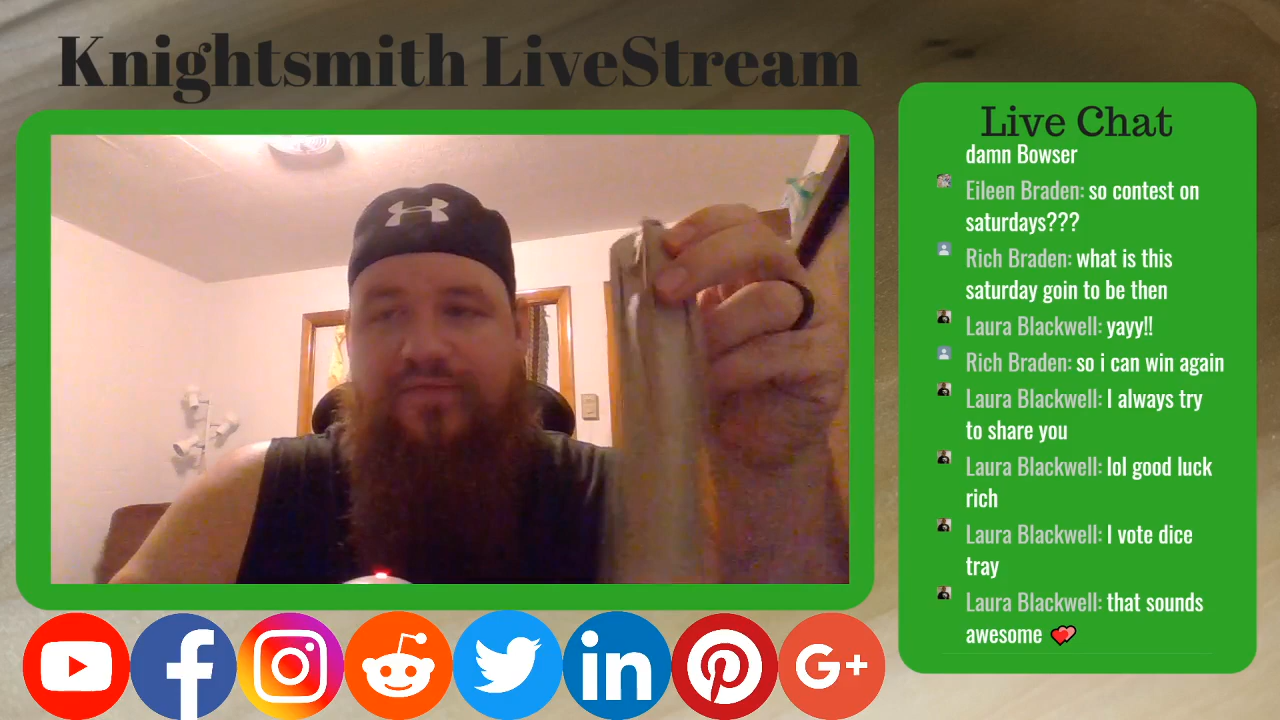 Knightsmith LiveStream
Live Chat
damn Bowser
Eileen Braden: so contest on
saturdays???
Rich Braden: what is this
saturday goin to be then
Laura Blackwell: yayy!!
Rich Braden: so i can win again
Laura Blackwell: I always try
to share you
Laura Blackwell: lol good luck
rich
Laura Blackwell: I vote dice
tray
Laura Blackwell: that sounds
awesome 💕
in
G+